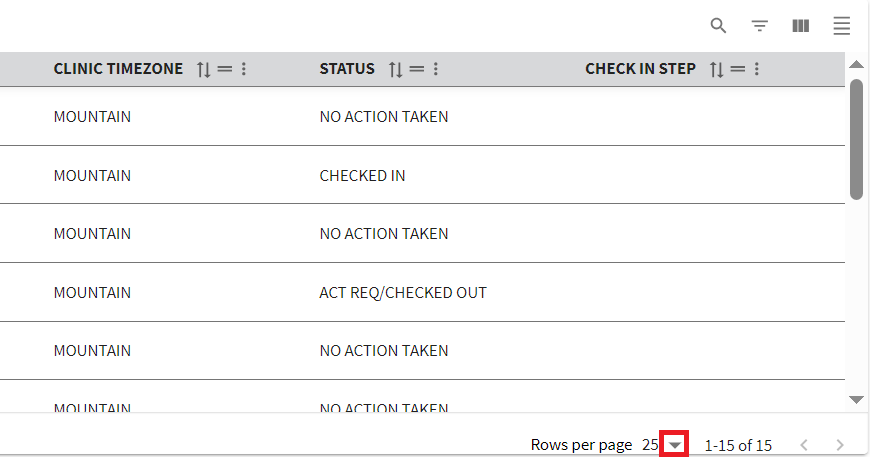 CLINIC TIMEZONE STATUS CHECK IN STEP
MOUNTAIN NO ACTION TAKEN
MOUNTAIN CHECKED IN
MOUNTAIN NO ACTION TAKEN
MOUNTAIN ACT REQ/CHECKED OUT
MOUNTAIN NO ACTION TAKEN
MOUNTAIN NO ACTION TAKEN
Rows per page 25 1-15 of 15